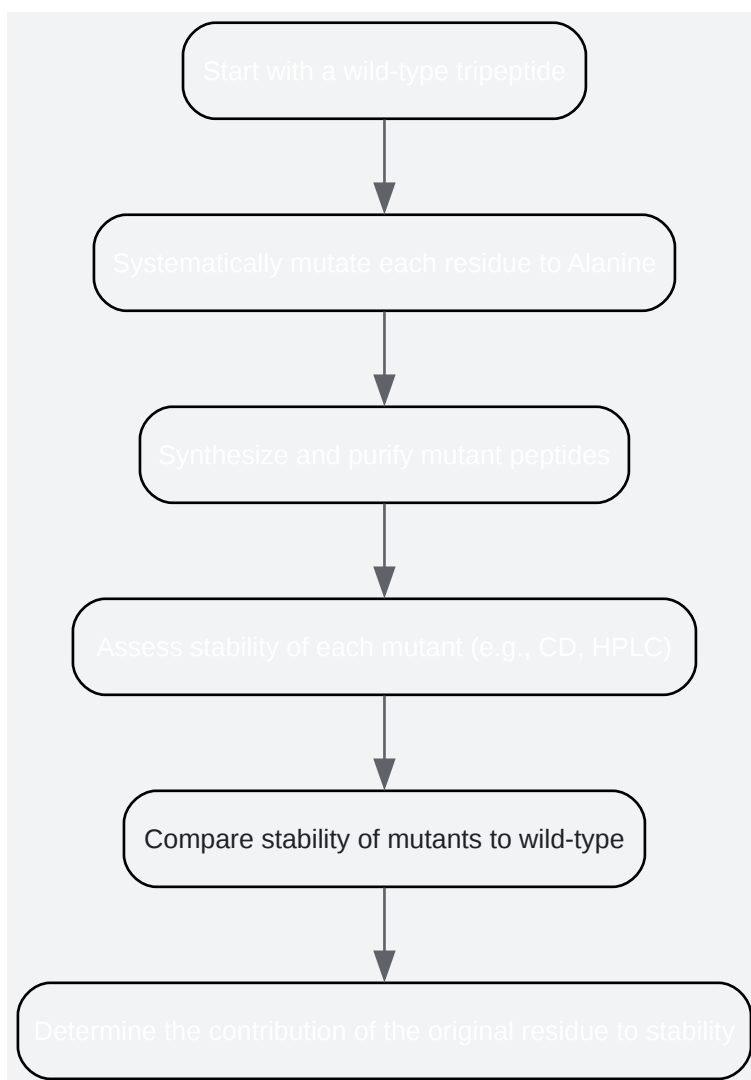 Start with a wild-type tripeptide
Systematically mutate each residue to Alanine
Synthesize and purify mutant peptides
Assess stability of each mutant (e.g., CD, HPLC)
Compare stability of mutants to wild-type
Determine the contribution of the original residue to stability